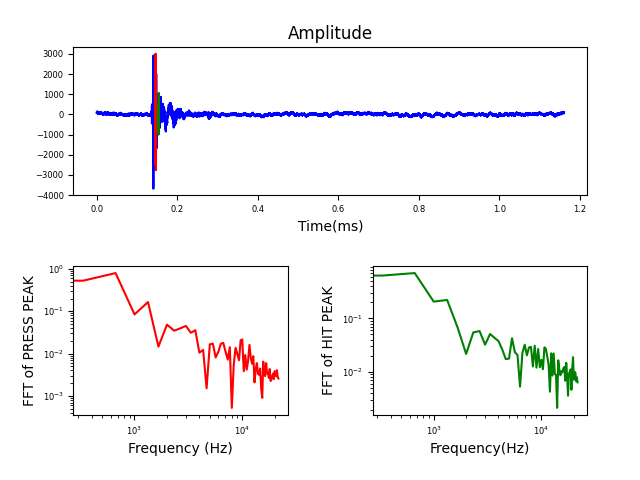 Amplitude
3000
2000
1000
0
−1000
−2000
−3000
−4000
0.0 0.2 0.4 0.6 0.8 1.0 1.2
Time(ms)
FFT of PRESS PEAK
10⁰
10⁻¹
10⁻²
10⁻³
10³ 10⁴
Frequency (Hz)
FFT of HIT PEAK
10⁻¹
10⁻²
10³ 10⁴
Frequency(Hz)